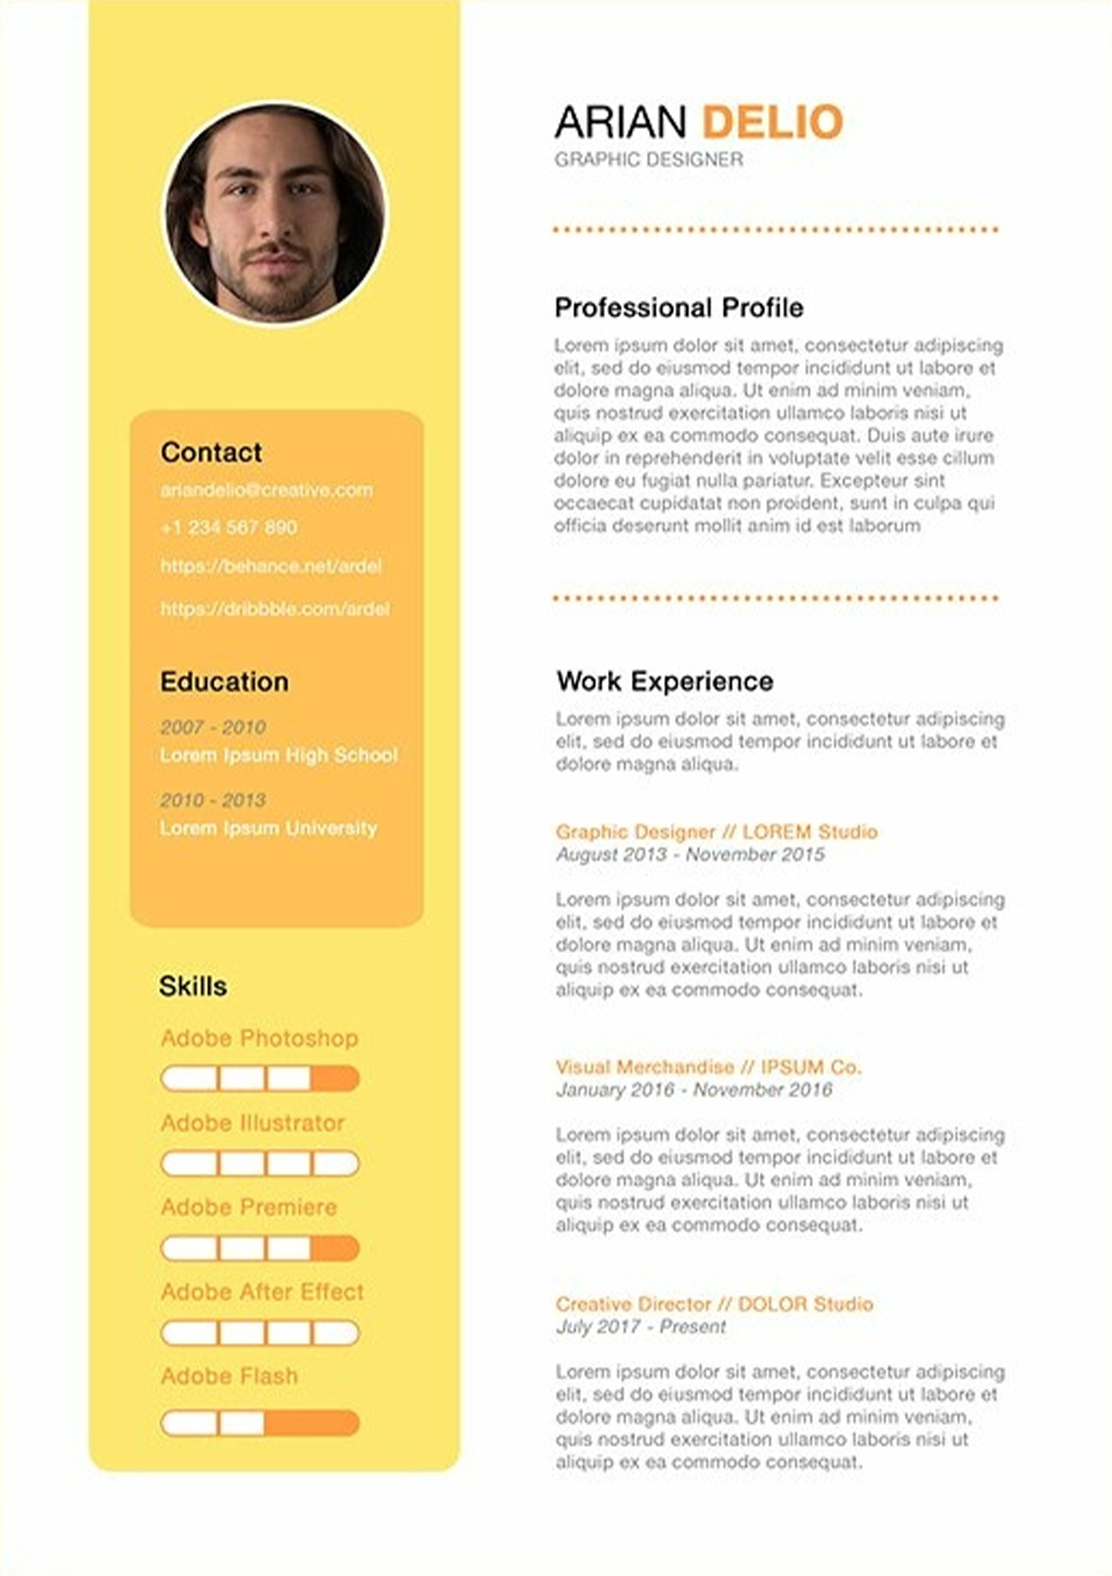 ARIAN DELIO
GRAPHIC DESIGNER
Contact
ariandelio@creative.com
+1 234 567 890
https://behance.net/ardel
https://dribbble.com/ardel
Education
2007 - 2010
Lorem Ipsum High School
2010 - 2013
Lorem Ipsum University
Skills
Adobe Photoshop
Adobe Illustrator
Adobe Premiere
Adobe After Effect
Adobe Flash
Professional Profile
Lorem ipsum dolor sit amet, consectetur adipiscing
elit, sed do eiusmod tempor incididunt ut labore et
dolore magna aliqua. Ut enim ad minim veniam,
quis nostrud exercitation ullamco laboris nisi ut
aliquip ex ea commodo consequat. Duis aute irure
dolor in reprehenderit in voluptate velit esse cillum
dolore eu fugiat nulla pariatur. Excepteur sint
occaecat cupidatat non proident, sunt in culpa qui
officia deserunt mollit anim id est laborum
Work Experience
Lorem ipsum dolor sit amet, consectetur adipiscing
elit, sed do eiusmod tempor incididunt ut labore et
dolore magna aliqua.
Graphic Designer // LOREM Studio
August 2013 - November 2015
Lorem ipsum dolor sit amet, consectetur adipiscing
elit, sed do eiusmod tempor incididunt ut labore et
dolore magna aliqua. Ut enim ad minim veniam,
quis nostrud exercitation ullamco laboris nisi ut
aliquip ex ea commodo consequat.
Visual Merchandise // IPSUM Co.
January 2016 - November 2016
Lorem ipsum dolor sit amet, consectetur adipiscing
elit, sed do eiusmod tempor incididunt ut labore et
dolore magna aliqua. Ut enim ad minim veniam,
quis nostrud exercitation ullamco laboris nisi ut
aliquip ex ea commodo consequat.
Creative Director // DOLOR Studio
July 2017 - Present
Lorem ipsum dolor sit amet, consectetur adipiscing
elit, sed do eiusmod tempor incididunt ut labore et
dolore magna aliqua. Ut enim ad minim veniam,
quis nostrud exercitation ullamco laboris nisi ut
aliquip ex ea commodo consequat.